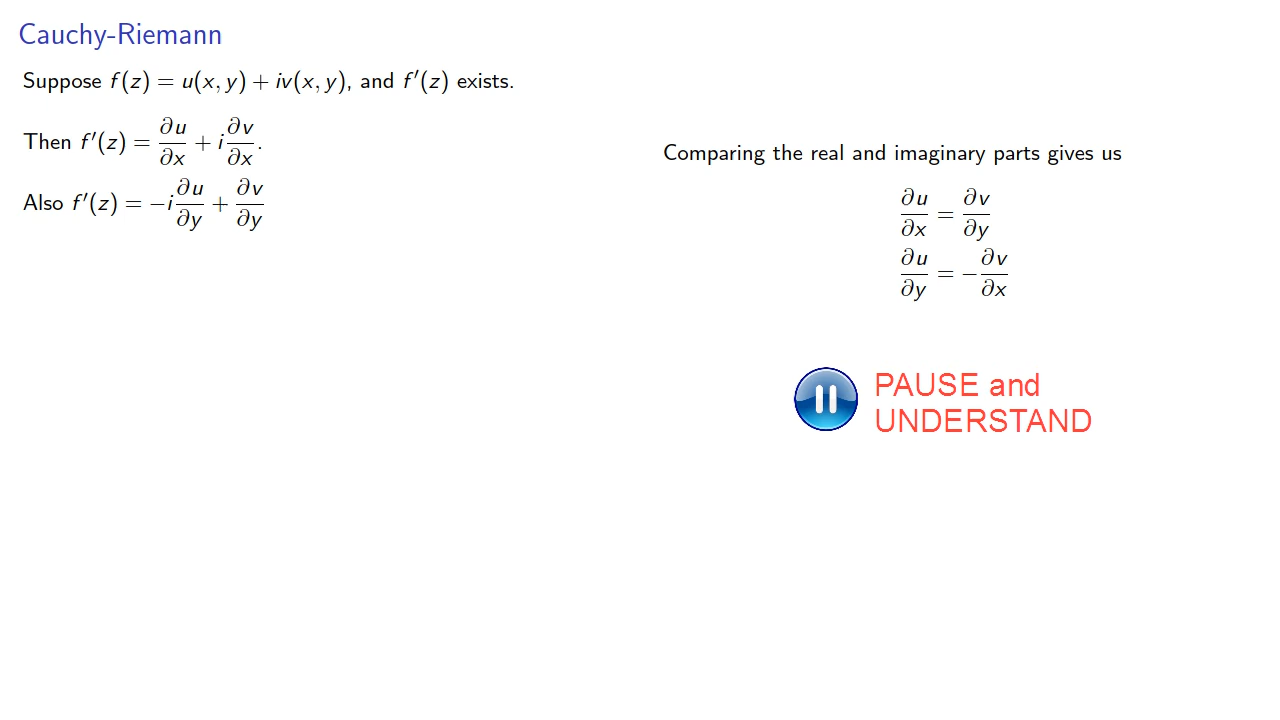 Cauchy-Riemann
Suppose f(z) = u(x, y) + iv(x, y), and f′(z) exists.
Then f′(z) = ∂u/∂x + i ∂v/∂x.
Also f′(z) = −i ∂u/∂y + ∂v/∂y
Comparing the real and imaginary parts gives us
∂u/∂x = ∂v/∂y
∂u/∂y = − ∂v/∂x
PAUSE and
UNDERSTAND